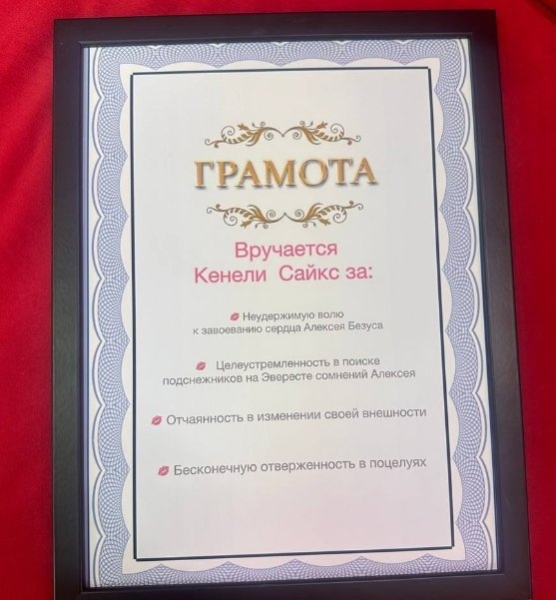 ГРАМОТА
Вручается
Кенели Сайкс за:
Неудержимую волю
к завоеванию сердца Алексея Безуса
Целеустремленность в поиске
подснежников на Эвересте сомнений Алексея
Отчаянность в изменении своей внешности
Бесконечную отверженность в поцелуях